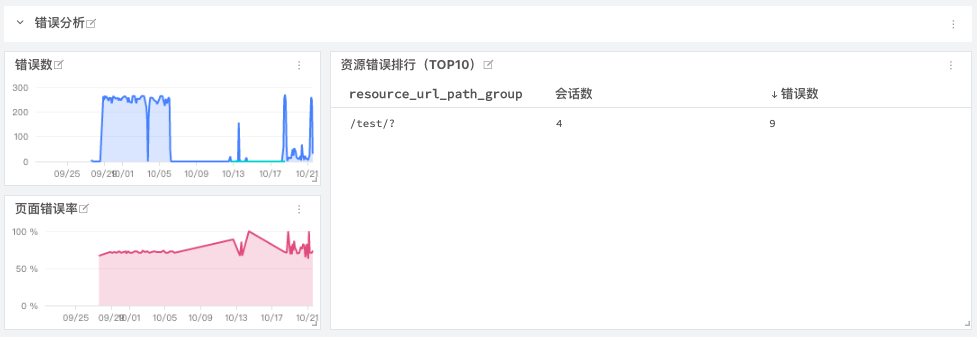 错误分析
错误数
300
200
100
0
09/25 09/29 10/01 10/05 10/09 10/13 10/17 10/21
页面错误率
100 %
50 %
0 %
09/25 09/29 10/01 10/05 10/09 10/13 10/17 10/21
资源错误排行（TOP10）
resource_url_path_group 会话数 ↓错误数
/test/? 4 9